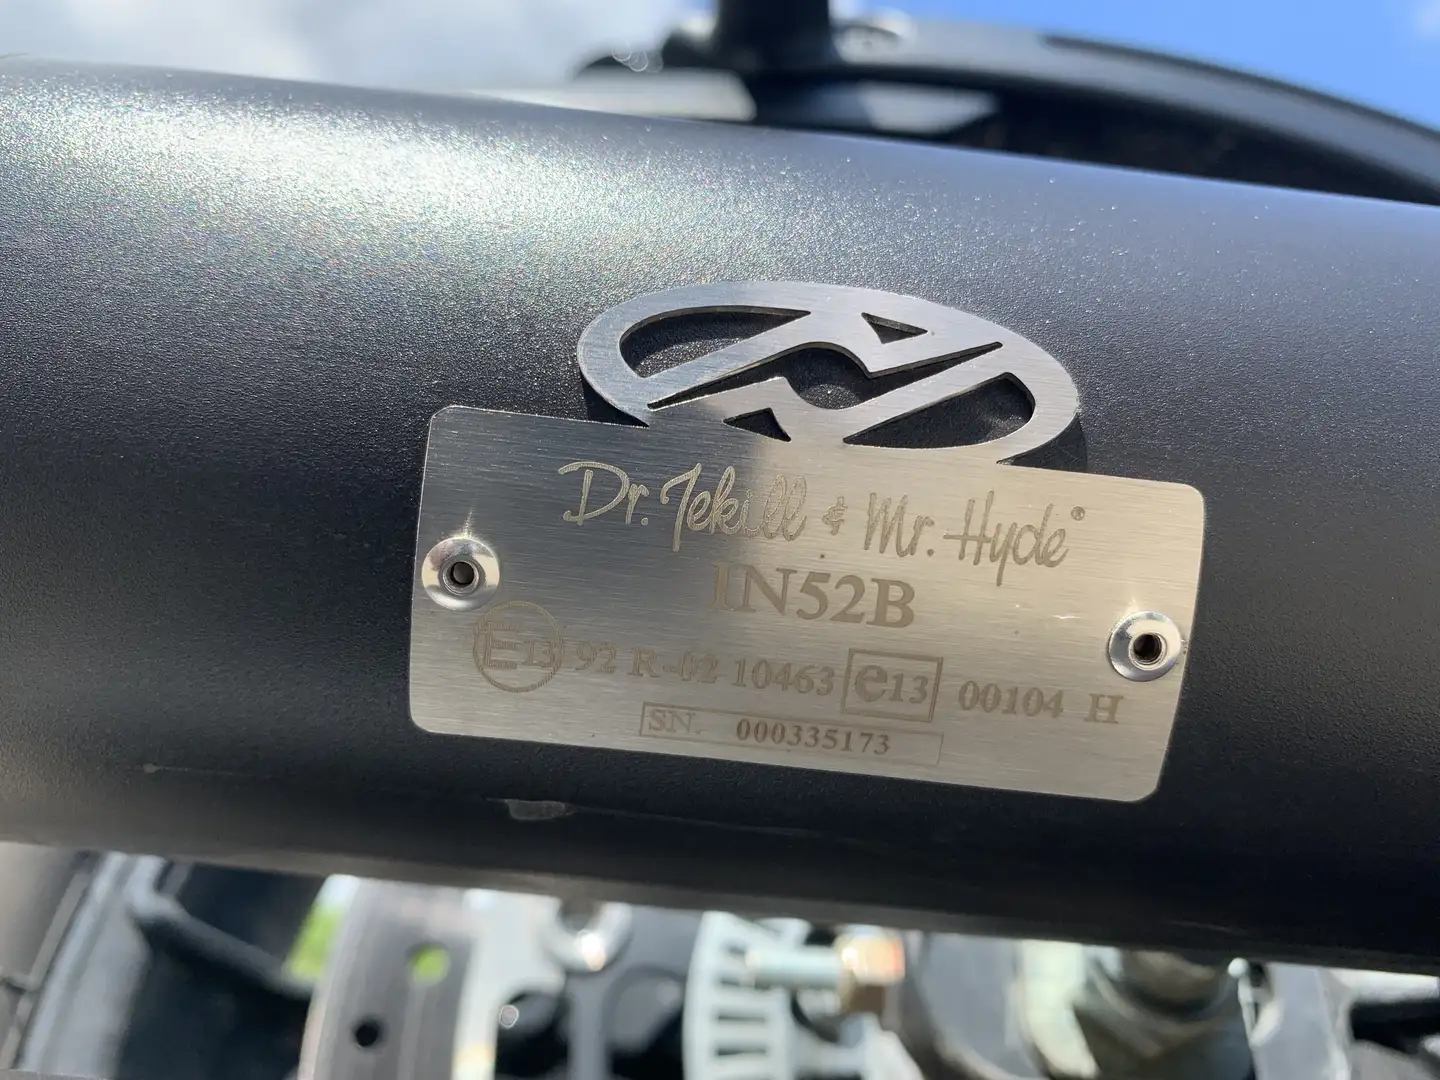 Dr. Jekill & Mr. Hyde®
IN52B
E13 92 R-02 10463 e13 00104 H
SN. 000335173